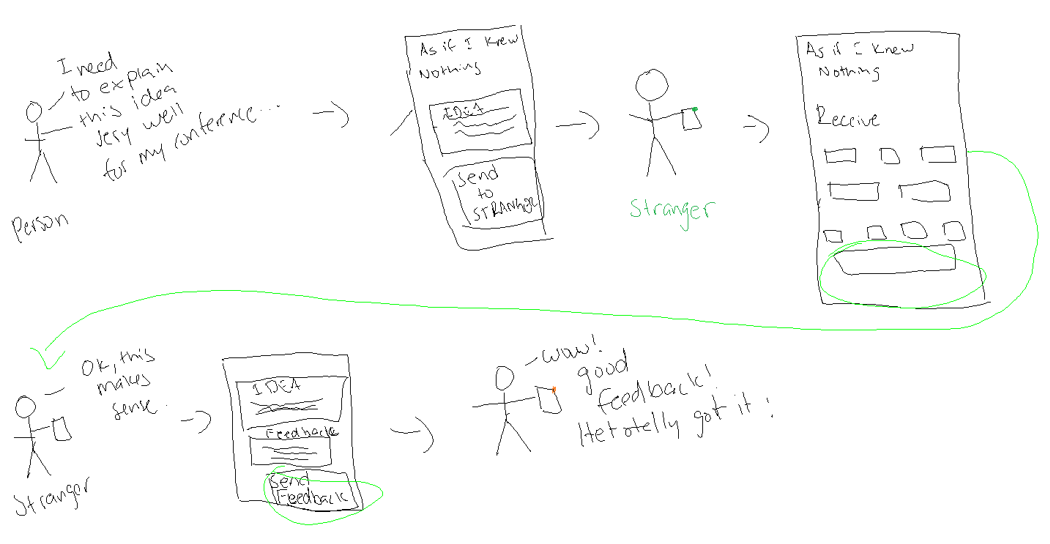 I need
to explain
this idea
very well
for my conference...
Person
As if I knew
Nothing
IDEA
Send
to
STRANGER
Stranger
As if I knew
Nothing
Receive
Ok, this
makes
sense.
Stranger
IDEA
Feedback
Send
Feedback
wow!
good
feedback!
He totally got it!